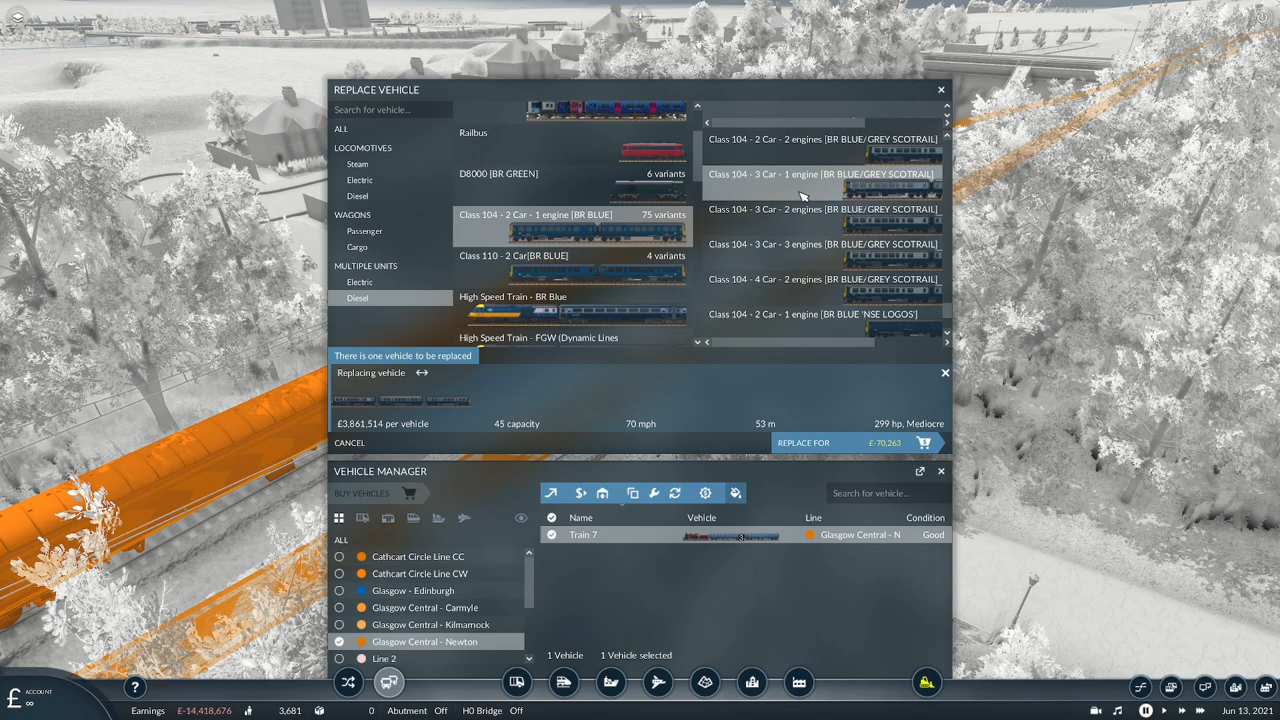 REPLACE VEHICLE
Search for vehicle...
ALL
LOCOMOTIVES
Steam
Electric
Diesel
WAGONS
Passenger
Cargo
MULTIPLE UNITS
Electric
Diesel
Railbus
D8000 [BR GREEN] 6 variants
Class 104 - 2 Car - 1 engine [BR BLUE] 75 variants
Class 110 - 2 Car[BR BLUE] 4 variants
High Speed Train - BR Blue
High Speed Train - FGW (Dynamic Lines
Class 104 - 2 Car - 2 engines [BR BLUE/GREY SCOTRAIL]
Class 104 - 3 Car - 1 engine [BR BLUE/GREY SCOTRAIL]
Class 104 - 3 Car - 2 engines [BR BLUE/GREY SCOTRAIL]
Class 104 - 3 Car - 3 engines [BR BLUE/GREY SCOTRAIL]
Class 104 - 4 Car - 2 engines [BR BLUE/GREY SCOTRAIL]
Class 104 - 2 Car - 1 engine [BR BLUE 'NSE LOGOS']
There is one vehicle to be replaced
Replacing vehicle
£3,861,514 per vehicle 45 capacity 70 mph 53 m 299 hp, Mediocre
CANCEL
REPLACE FOR £-70,263
VEHICLE MANAGER
BUY VEHICLES
Search for vehicle...
Name Vehicle Line Condition
Train 7 3 Glasgow Central - N Good
ALL
Cathcart Circle Line CC
Cathcart Circle Line CW
Glasgow - Edinburgh
Glasgow Central - Carmyle
Glasgow Central - Kilmarnock
Glasgow Central - Newton
Line 2
1 Vehicle 1 Vehicle selected
£ ACCOUNT
∞
?
Earnings £-14,418,676 3,681 0 Abutment Off H0 Bridge Off
Jun 13, 2021